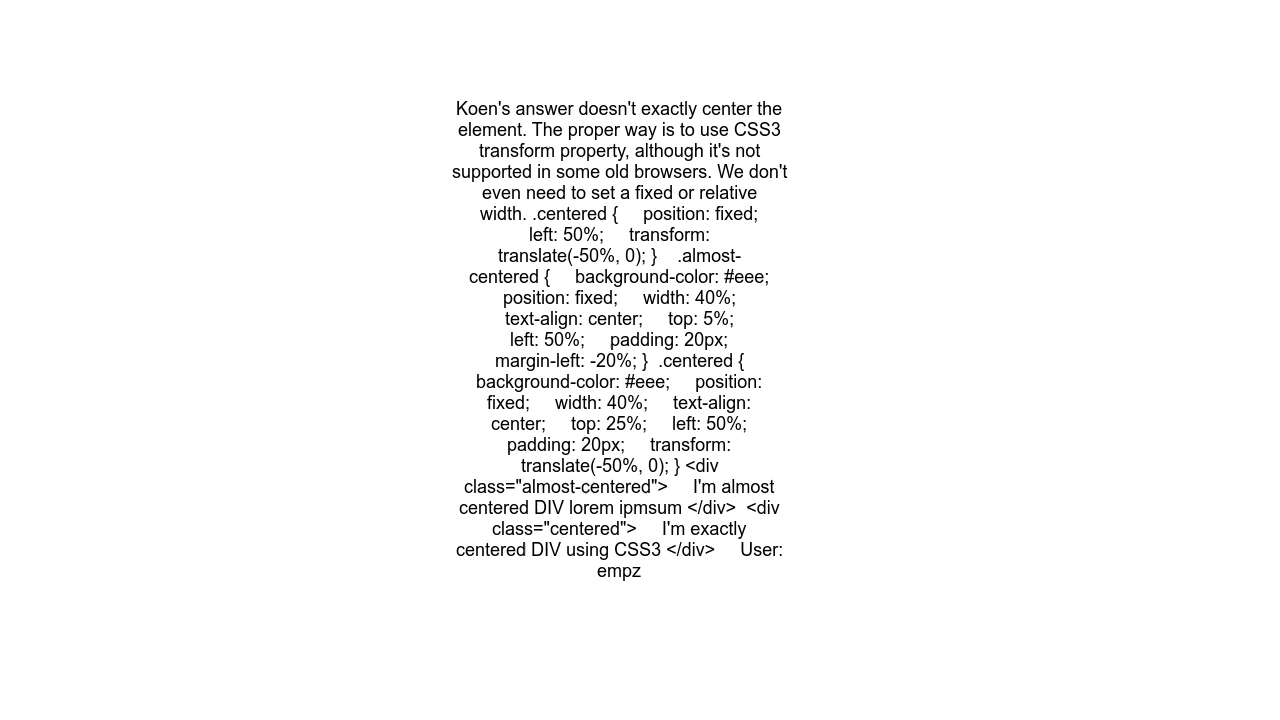 Koen's answer doesn't exactly center the
element. The proper way is to use CSS3
transform property, although it's not
supported in some old browsers. We don't
even need to set a fixed or relative
width. .centered {     position: fixed;
left: 50%;     transform:
translate(-50%, 0); }    .almost-
centered {     background-color: #eee;
position: fixed;     width: 40%;
text-align: center;     top: 5%;
left: 50%;     padding: 20px;
margin-left: -20%; }  .centered {
background-color: #eee;     position:
fixed;     width: 40%;     text-align:
center;     top: 25%;     left: 50%;
padding: 20px;     transform:
translate(-50%, 0); } <div
class="almost-centered">     I'm almost
centered DIV lorem ipmsum </div>  <div
class="centered">     I'm exactly
centered DIV using CSS3 </div>     User:
empz